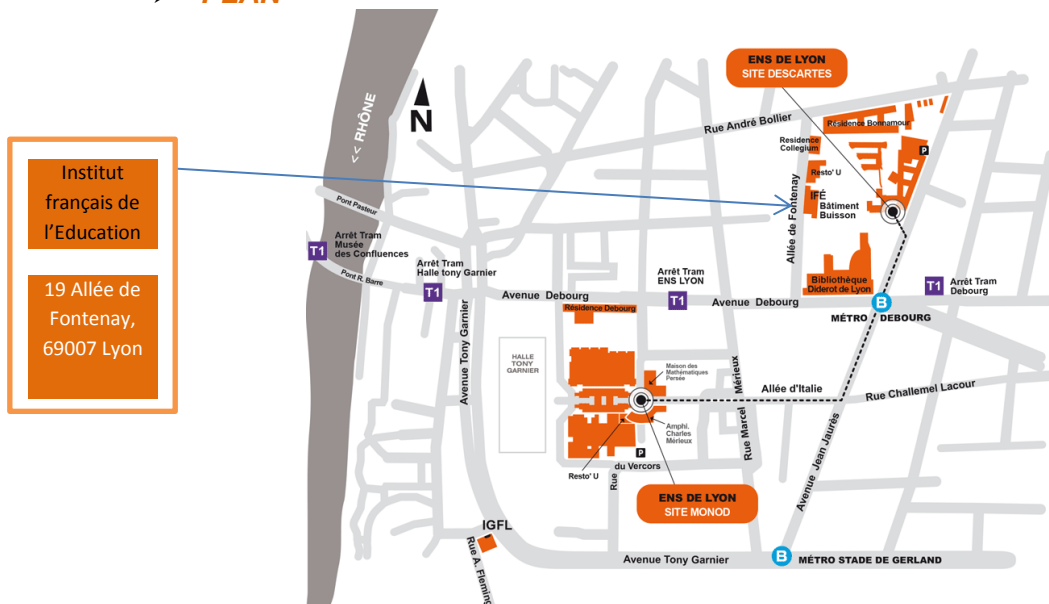 PLAN
Institut
français de
l'Education
19 Allée de
Fontenay,
69007 Lyon
<< RHÔNE
N
ENS DE LYON
SITE DESCARTES
Rue André Bollier
Résidence Bonnamour
Residence
Collegium
P
Resto' U
IFÉ
Bâtiment
Buisson
Allée de Fontenay
Pont Pasteur
T1
Arrêt Tram
Musée
des Confluences
Pont R. Barre
Arrêt Tram
Halle tony Garnier
T1
Avenue Debourg
Arrêt Tram
ENS LYON
T1
Avenue Debourg
Bibliothèque
Diderot de Lyon
B
MÉTRO DEBOURG
T1
Arrêt Tram
Debourg
Résidence Debourg
Avenue Tony Garnier
HALLE
TONY
GARNIER
Maison des
Mathématiques
Persée
Allée d'Italie
Rue Challemel Lacour
Rue Marcel Mérieux
Amphi.
Charles
Mérieux
Avenue Jean Jaurès
P
Resto' U
Rue du Vercors
ENS DE LYON
SITE MONOD
IGFL
Rue A. Fleming
Avenue Tony Garnier
B
MÉTRO STADE DE GERLAND